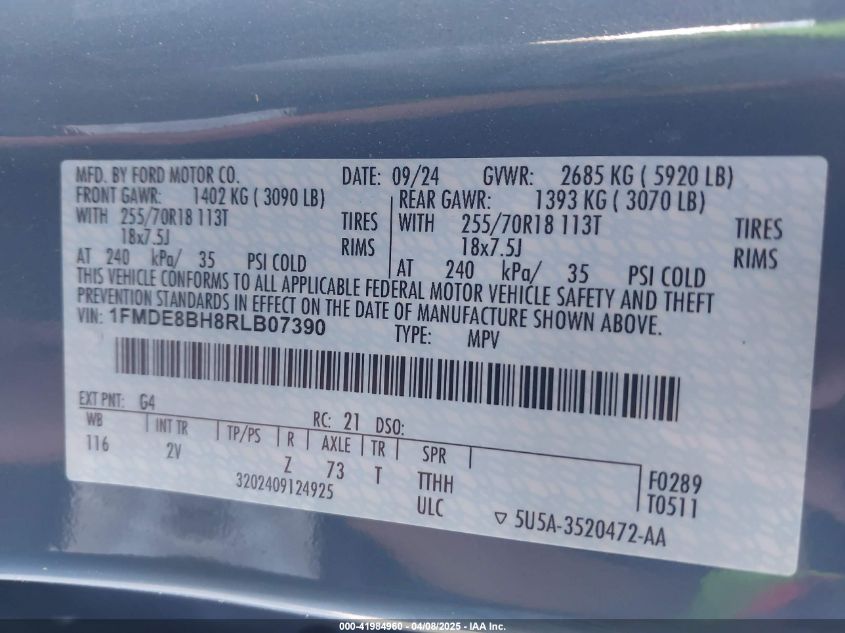 MFD. BY FORD MOTOR CO. DATE: 09/24 GVWR: 2685 KG ( 5920 LB)
FRONT GAWR: 1402 KG ( 3090 LB) REAR GAWR: 1393 KG ( 3070 LB)
WITH 255/70R18 113T TIRES WITH 255/70R18 113T TIRES
18x7.5J RIMS 18x7.5J RIMS
AT 240 kPa/ 35 PSI COLD AT 240 kPa/ 35 PSI COLD
THIS VEHICLE CONFORMS TO ALL APPLICABLE FEDERAL MOTOR VEHICLE SAFETY AND THEFT
PREVENTION STANDARDS IN EFFECT ON THE DATE OF MANUFACTURE SHOWN ABOVE.
VIN: 1FMDE8BH8RLB07390 TYPE: MPV
EXT PNT: G4 RC: 21 DSO:
WB INT TR TP/PS R AXLE TR SPR
116 2V Z 73 T TTHH F0289
3202409124925 ULC T0511
▽ 5U5A-3520472-AA
000-41984960 - 04/08/2025 - IAA Inc.